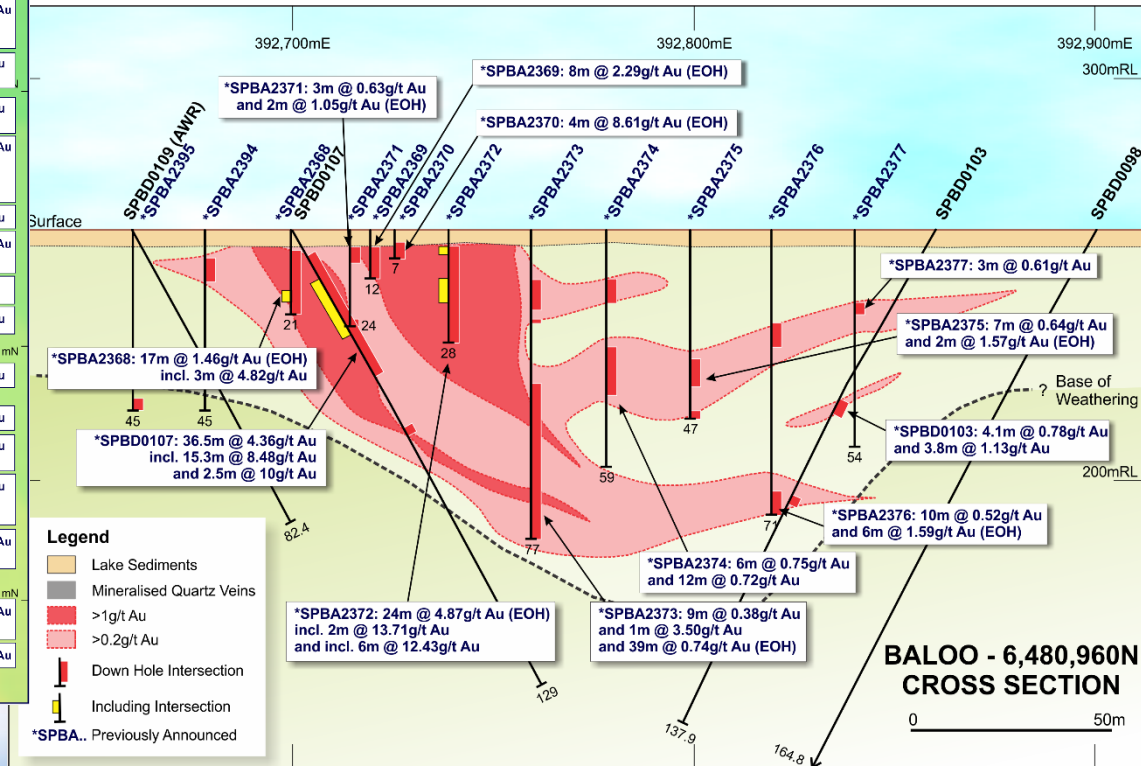 392,700mE
392,800mE
392,900mE
300mRL
*SPBA2369: 8m @ 2.29g/t Au (EOH)
*SPBA2371: 3m @ 0.63g/t Au
and 2m @ 1.05g/t Au (EOH)
*SPBA2370: 4m @ 8.61g/t Au (EOH)
SPBD0109 (AWR)
*SPBA2395
*SPBA2394
*SPBA2368
SPBD0107
*SPBA2371
*SPBA2369
*SPBA2370
*SPBA2372
*SPBA2373
*SPBA2374
*SPBA2375
*SPBA2376
*SPBA2377
SPBD0103
SPBD0098
Surface
*SPBA2377: 3m @ 0.61g/t Au
7
12
21
24
28
*SPBA2375: 7m @ 0.64g/t Au
and 2m @ 1.57g/t Au (EOH)
*SPBA2368: 17m @ 1.46g/t Au (EOH)
incl. 3m @ 4.82g/t Au
? Base of
Weathering
45
45
47
54
59
*SPBD0107: 36.5m @ 4.36g/t Au
incl. 15.3m @ 8.48g/t Au
and 2.5m @ 10g/t Au
*SPBD0103: 4.1m @ 0.78g/t Au
and 3.8m @ 1.13g/t Au
200mRL
82.4
77
71
*SPBA2376: 10m @ 0.52g/t Au
and 6m @ 1.59g/t Au (EOH)
*SPBA2374: 6m @ 0.75g/t Au
and 12m @ 0.72g/t Au
*SPBA2372: 24m @ 4.87g/t Au (EOH)
incl. 2m @ 13.71g/t Au
and incl. 6m @ 12.43g/t Au
*SPBA2373: 9m @ 0.38g/t Au
and 1m @ 3.50g/t Au
and 39m @ 0.74g/t Au (EOH)
129
137.9
164.8
Legend
Lake Sediments
Mineralised Quartz Veins
>1g/t Au
>0.2g/t Au
Down Hole Intersection
Including Intersection
*SPBA.. Previously Announced
BALOO - 6,480,960N
CROSS SECTION
0 50m